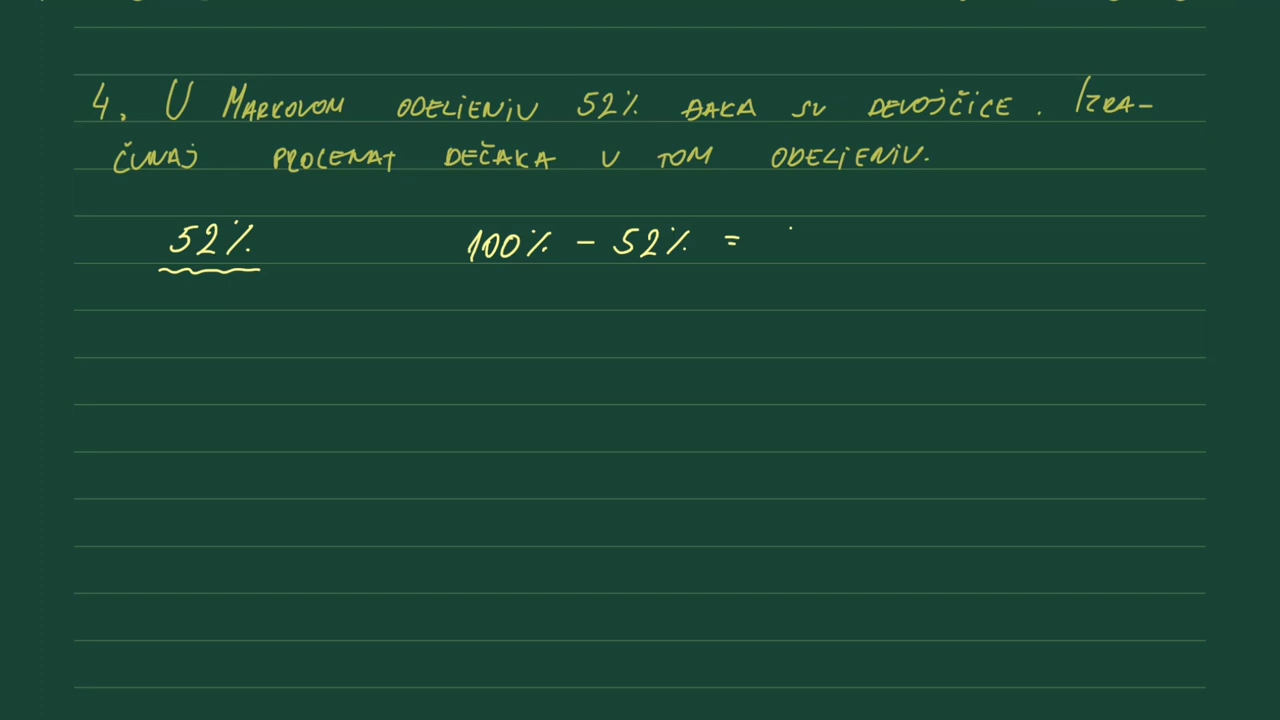 4. U MARKOVOM ODELJENJU 52% ĐAKA SU DEVOJČICE. IZRA-
ČUNAJ PROCENAT DEČAKA U TOM ODELJENJU.
52% 100% - 52% =